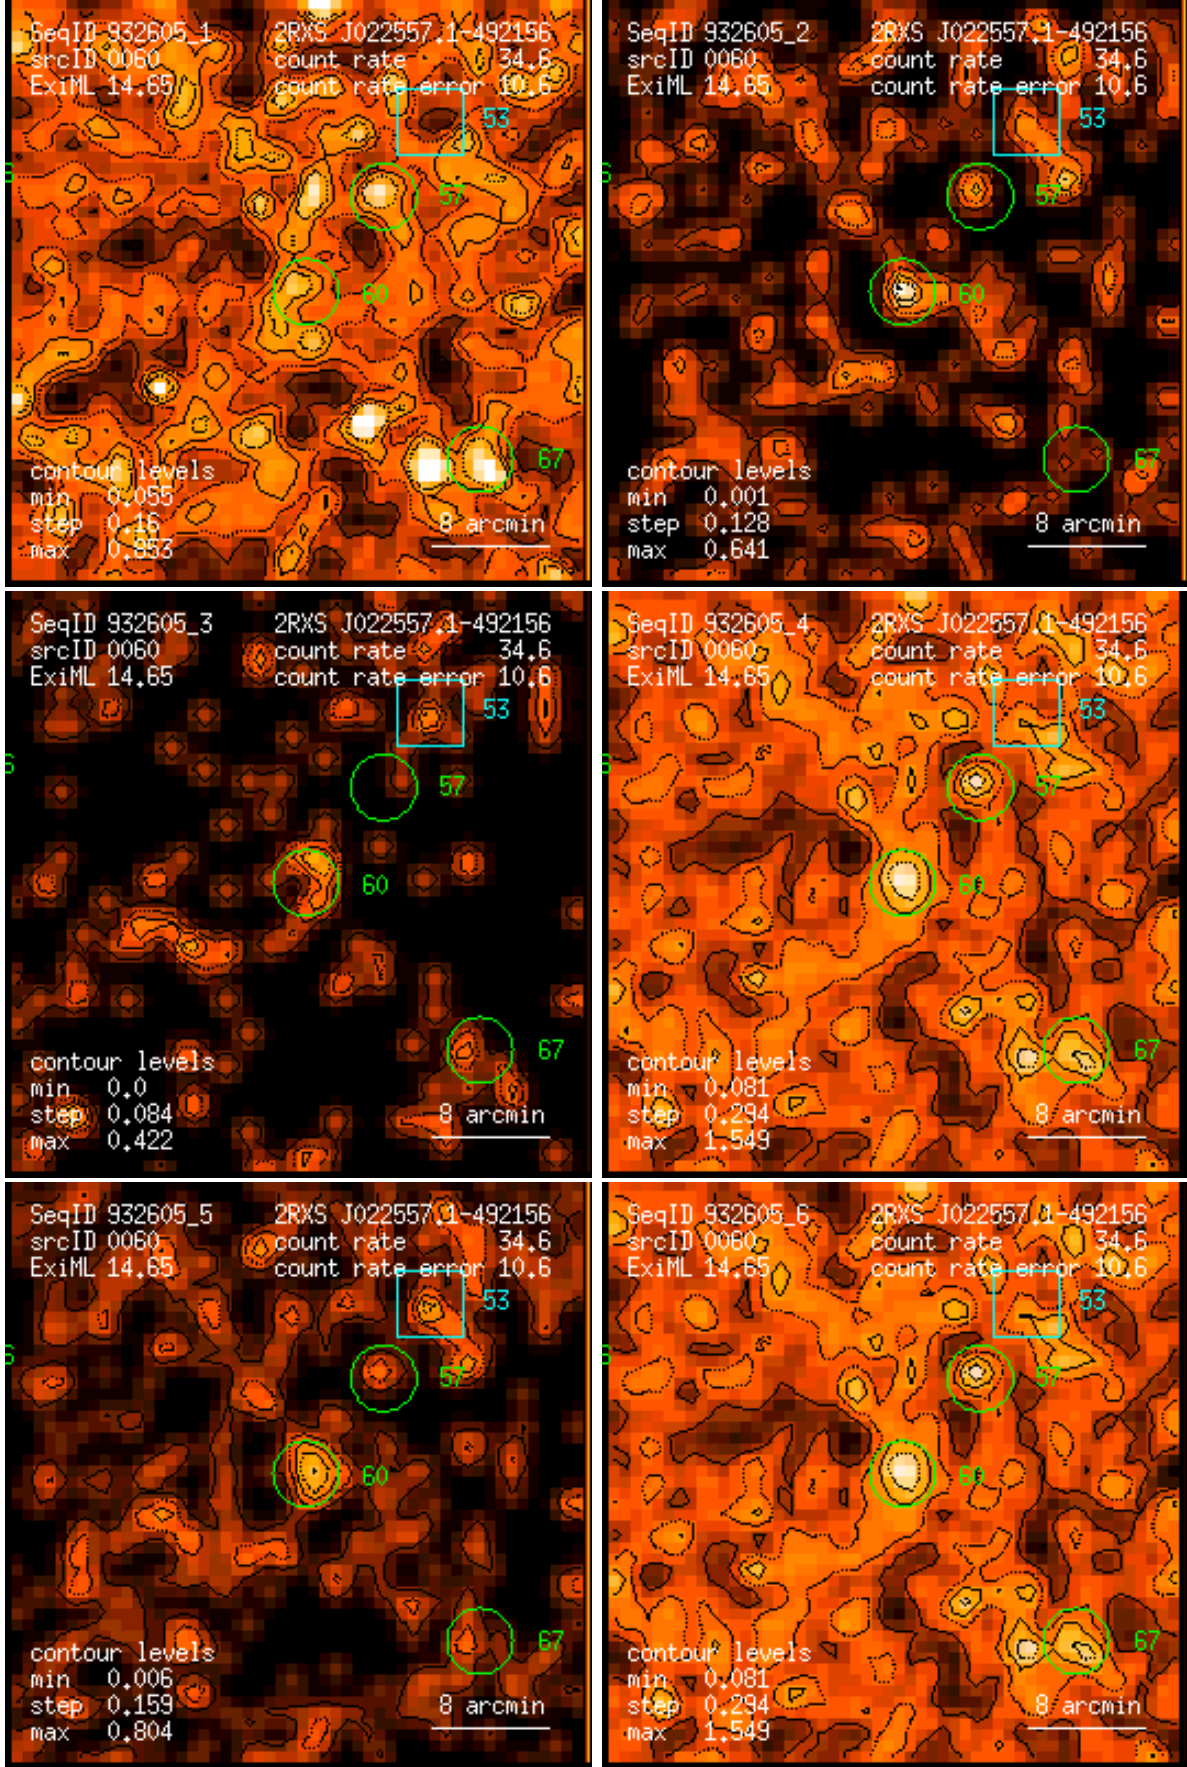 SeqID 932605_1 2RXS J022557.1-492156
srcID 0060 count rate 34.6
ExiML 14.65 count rate error 10.6
53
6
57
60
67
contour levels
min 0.055
step 0.16 8 arcmin
max 0.853
SeqID 932605_2 2RXS J022557.1-492156
srcID 0060 count rate 34.6
ExiML 14.65 count rate error 10.6
53
6
57
60
67
contour levels
min 0.001
step 0.128 8 arcmin
max 0.641
SeqID 932605_3 2RXS J022557.1-492156
srcID 0060 count rate 34.6
ExiML 14.65 count rate error 10.6
53
6
57
60
67
contour levels
min 0.0
step 0.084 8 arcmin
max 0.422
SeqID 932605_4 2RXS J022557.1-492156
srcID 0060 count rate 34.6
ExiML 14.65 count rate error 10.6
53
6
57
60
67
contour levels
min 0.081
step 0.294 8 arcmin
max 1.549
SeqID 932605_5 2RXS J022557.1-492156
srcID 0060 count rate 34.6
ExiML 14.65 count rate error 10.6
53
6
57
60
67
contour levels
min 0.006
step 0.159 8 arcmin
max 0.804
SeqID 932605_6 2RXS J022557.1-492156
srcID 0060 count rate 34.6
ExiML 14.65 count rate error 10.6
53
6
57
60
67
contour levels
min 0.081
step 0.294 8 arcmin
max 1.549